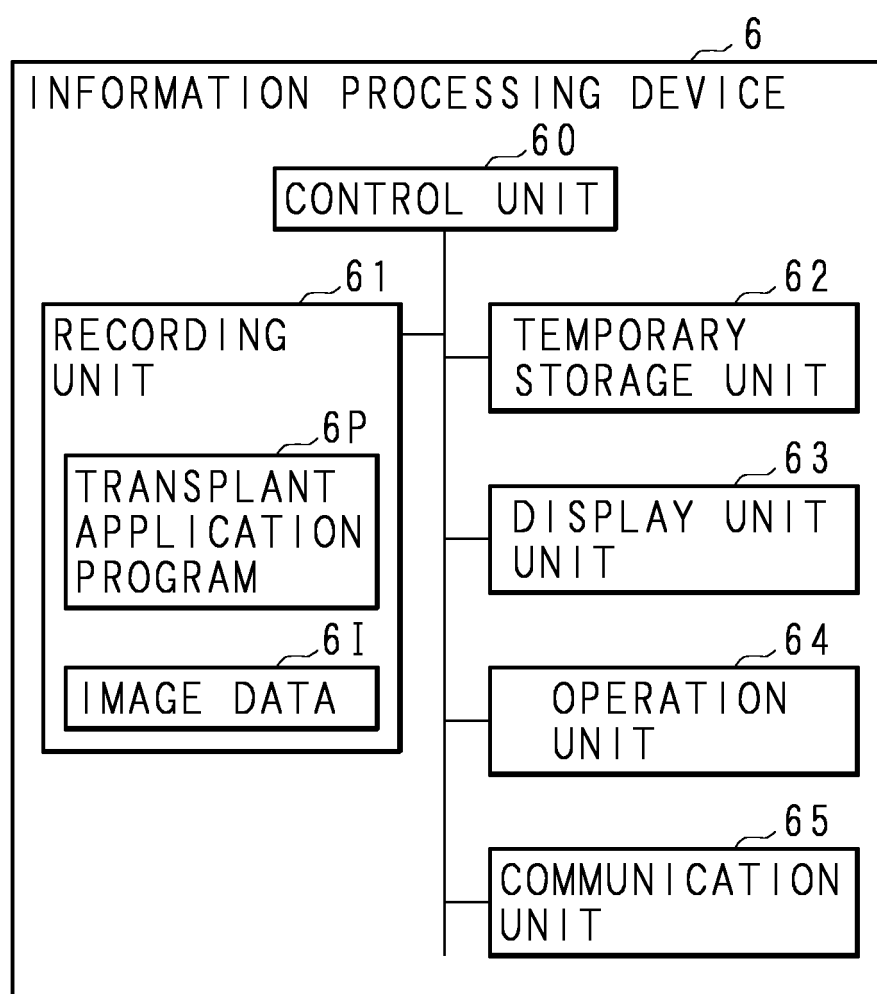 6
INFORMATION PROCESSING DEVICE
60
CONTROL UNIT
61
RECORDING
UNIT
6P
TRANSPLANT
APPLICATION
PROGRAM
6I
IMAGE DATA
62
TEMPORARY
STORAGE UNIT
63
DISPLAY UNIT
UNIT
64
OPERATION
UNIT
65
COMMUNICATION
UNIT